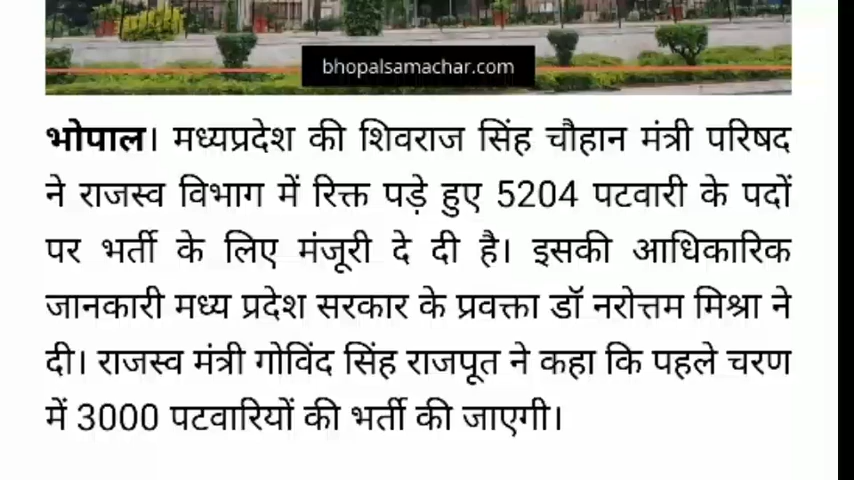 bhopalsamachar.com
भोपाल। मध्यप्रदेश की शिवराज सिंह चौहान मंत्री परिषद
ने राजस्व विभाग में रिक्त पड़े हुए 5204 पटवारी के पदों
पर भर्ती के लिए मंजूरी दे दी है। इसकी आधिकारिक
जानकारी मध्य प्रदेश सरकार के प्रवक्ता डॉ नरोत्तम मिश्रा ने
दी। राजस्व मंत्री गोविंद सिंह राजपूत ने कहा कि पहले चरण
में 3000 पटवारियों की भर्ती की जाएगी।